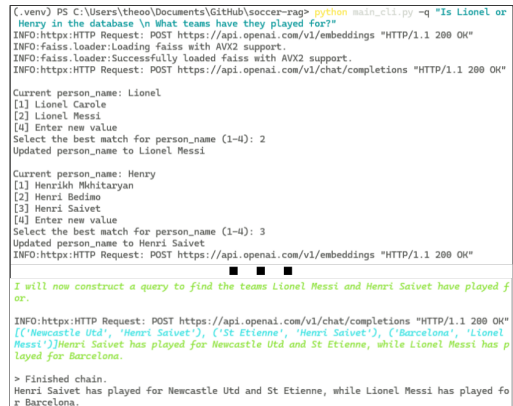 (.venv) PS C:\Users\theoo\Documents\GitHub\soccer-rag> python main_cli.py -q "Is Lionel or
Henry in the database \n What teams have they played for?"
INFO:httpx:HTTP Request: POST https://api.openai.com/v1/embeddings "HTTP/1.1 200 OK"
INFO:faiss.loader:Loading faiss with AVX2 support.
INFO:faiss.loader:Successfully loaded faiss with AVX2 support.
INFO:httpx:HTTP Request: POST https://api.openai.com/v1/chat/completions "HTTP/1.1 200 OK"
Current person_name: Lionel
[1] Lionel Carole
[2] Lionel Messi
[4] Enter new value
Select the best match for person_name (1-4): 2
Updated person_name to Lionel Messi
Current person_name: Henry
[1] Henrikh Mkhitaryan
[2] Henri Bedimo
[3] Henri Saivet
[4] Enter new value
Select the best match for person_name (1-4): 3
Updated person_name to Henri Saivet
INFO:httpx:HTTP Request: POST https://api.openai.com/v1/embeddings "HTTP/1.1 200 OK"
I will now construct a query to find the teams Lionel Messi and Henri Saivet have played f
or.
INFO:httpx:HTTP Request: POST https://api.openai.com/v1/chat/completions "HTTP/1.1 200 OK"
[('Newcastle Utd', 'Henri Saivet'), ('St Etienne', 'Henri Saivet'), ('Barcelona', 'Lionel
Messi')]Henri Saivet has played for Newcastle Utd and St Etienne, while Lionel Messi has p
layed for Barcelona.
> Finished chain.
Henri Saivet has played for Newcastle Utd and St Etienne, while Lionel Messi has played fo
r Barcelona.